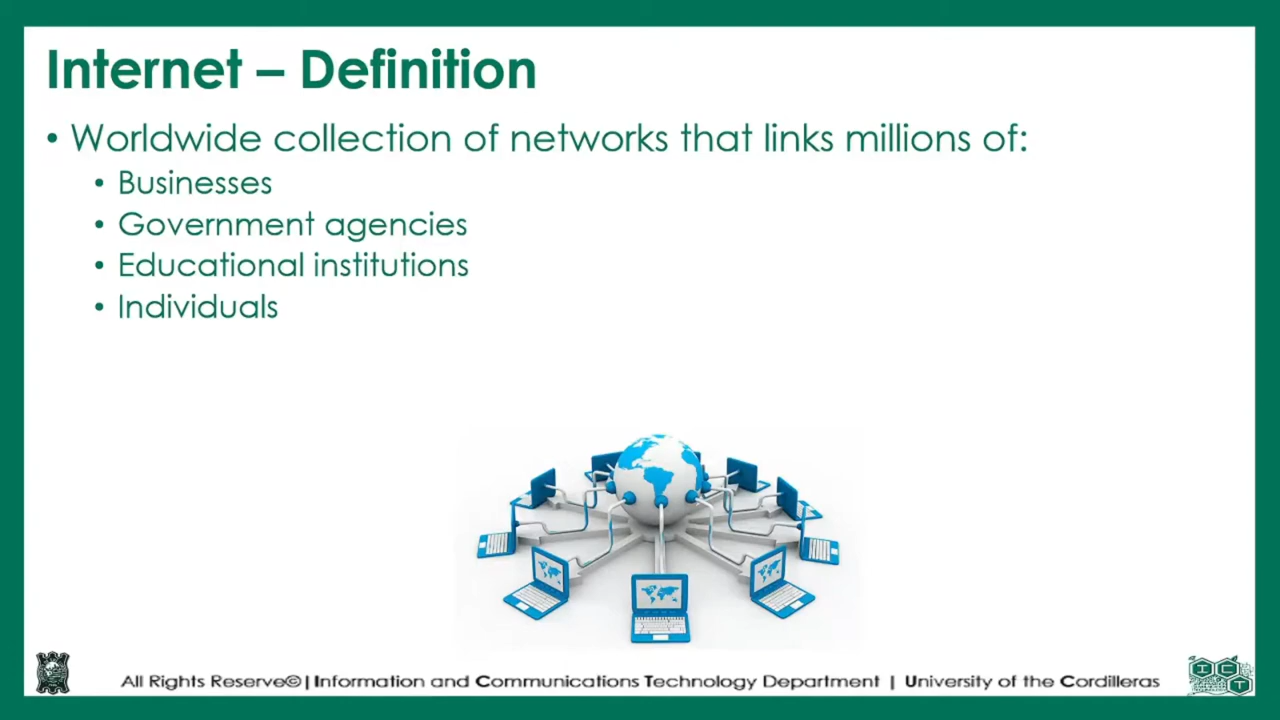 Internet – Definition
• Worldwide collection of networks that links millions of:
• Businesses
• Government agencies
• Educational institutions
• Individuals
All Rights Reserve©| Information and Communications Technology Department | University of the Cordilleras
I C T